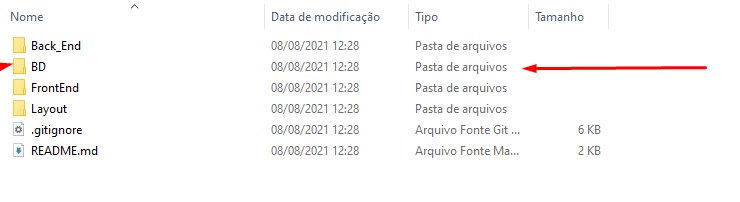 Nome Data de modificação Tipo Tamanho
Back_End 08/08/2021 12:28 Pasta de arquivos
BD 08/08/2021 12:28 Pasta de arquivos
FrontEnd 08/08/2021 12:28 Pasta de arquivos
Layout 08/08/2021 12:28 Pasta de arquivos
.gitignore 08/08/2021 12:28 Arquivo Fonte Git ... 6 KB
README.md 08/08/2021 12:28 Arquivo Fonte Ma... 2 KB